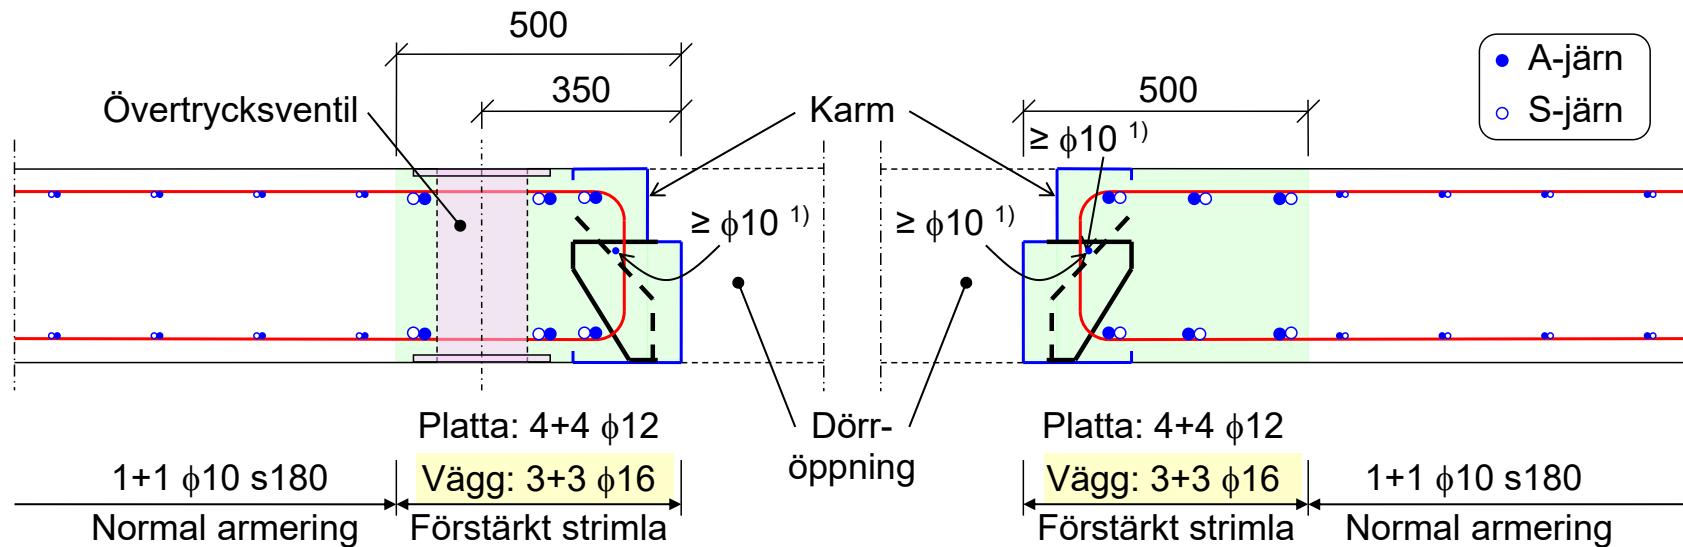 500
350
Övertrycksventil
Karm
500
A-järn
S-järn
≥ ϕ10 1)
≥ ϕ10 1)
≥ ϕ10 1)
Platta: 4+4 ϕ12
Dörr-
öppning
Platta: 4+4 ϕ12
1+1 ϕ10 s180
Vägg: 3+3 ϕ16
Vägg: 3+3 ϕ16
1+1 ϕ10 s180
Normal armering
Förstärkt strimla
Förstärkt strimla
Normal armering